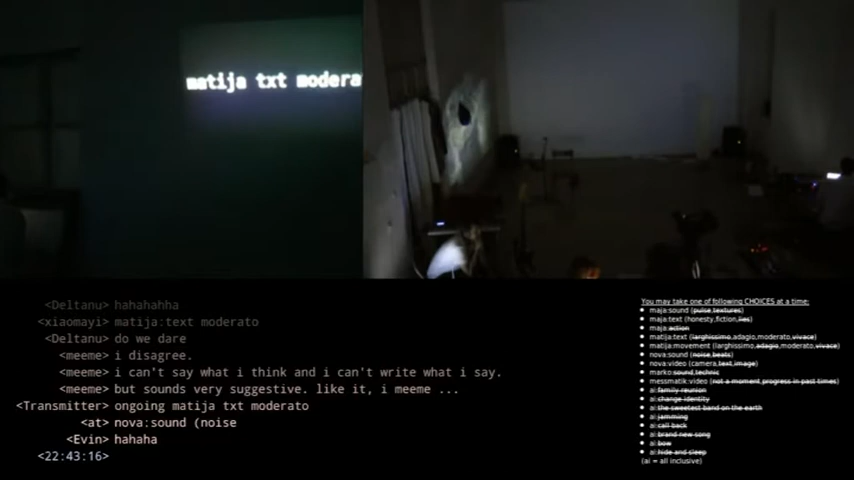 matija txt modera
<Deltanu> hahahahha
<xiaomayi> matija:text moderato
<Deltanu> do we dare
<meeme> i disagree.
<meeme> i can't say what i think and i can't write what i say.
<meeme> but sounds very suggestive. like it, i meeme ...
<Transmitter> ongoing matija txt moderato
<at> nova:sound (noise
<Evin> hahaha
<22:43:16>
You may take one of following CHOICES at a time:
maja:sound (pulse,textures)
maja:text (honesty,fiction,lies)
maja:action
matija:text (larghissimo,adagio,moderato,vivace)
matija:movement (larghissimo,adagio,moderato,vivace)
nova:sound (noise,beats)
nova:video (camera,text,image)
marko:sound,technic
messmatik:video (not a moment,progress in past times)
ai:family reunion
ai:change identity
ai:the sweetest band on the earth
ai:jamming
ai:call back
ai:brand new song
ai:bow
ai:hide and sleep
(ai = all inclusive)